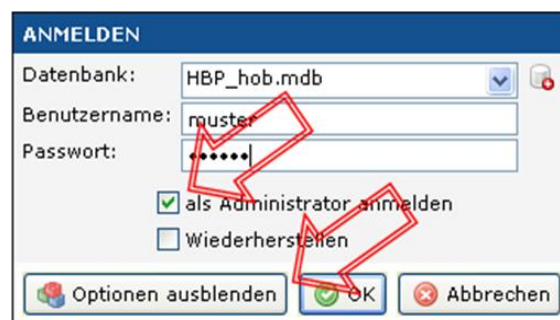 ANMELDEN
Datenbank: HBP_hob.mdb
Benutzername: muster
Passwort: ••••••
als Administrator anmelden
Wiederherstellen
Optionen ausblenden OK Abbrechen